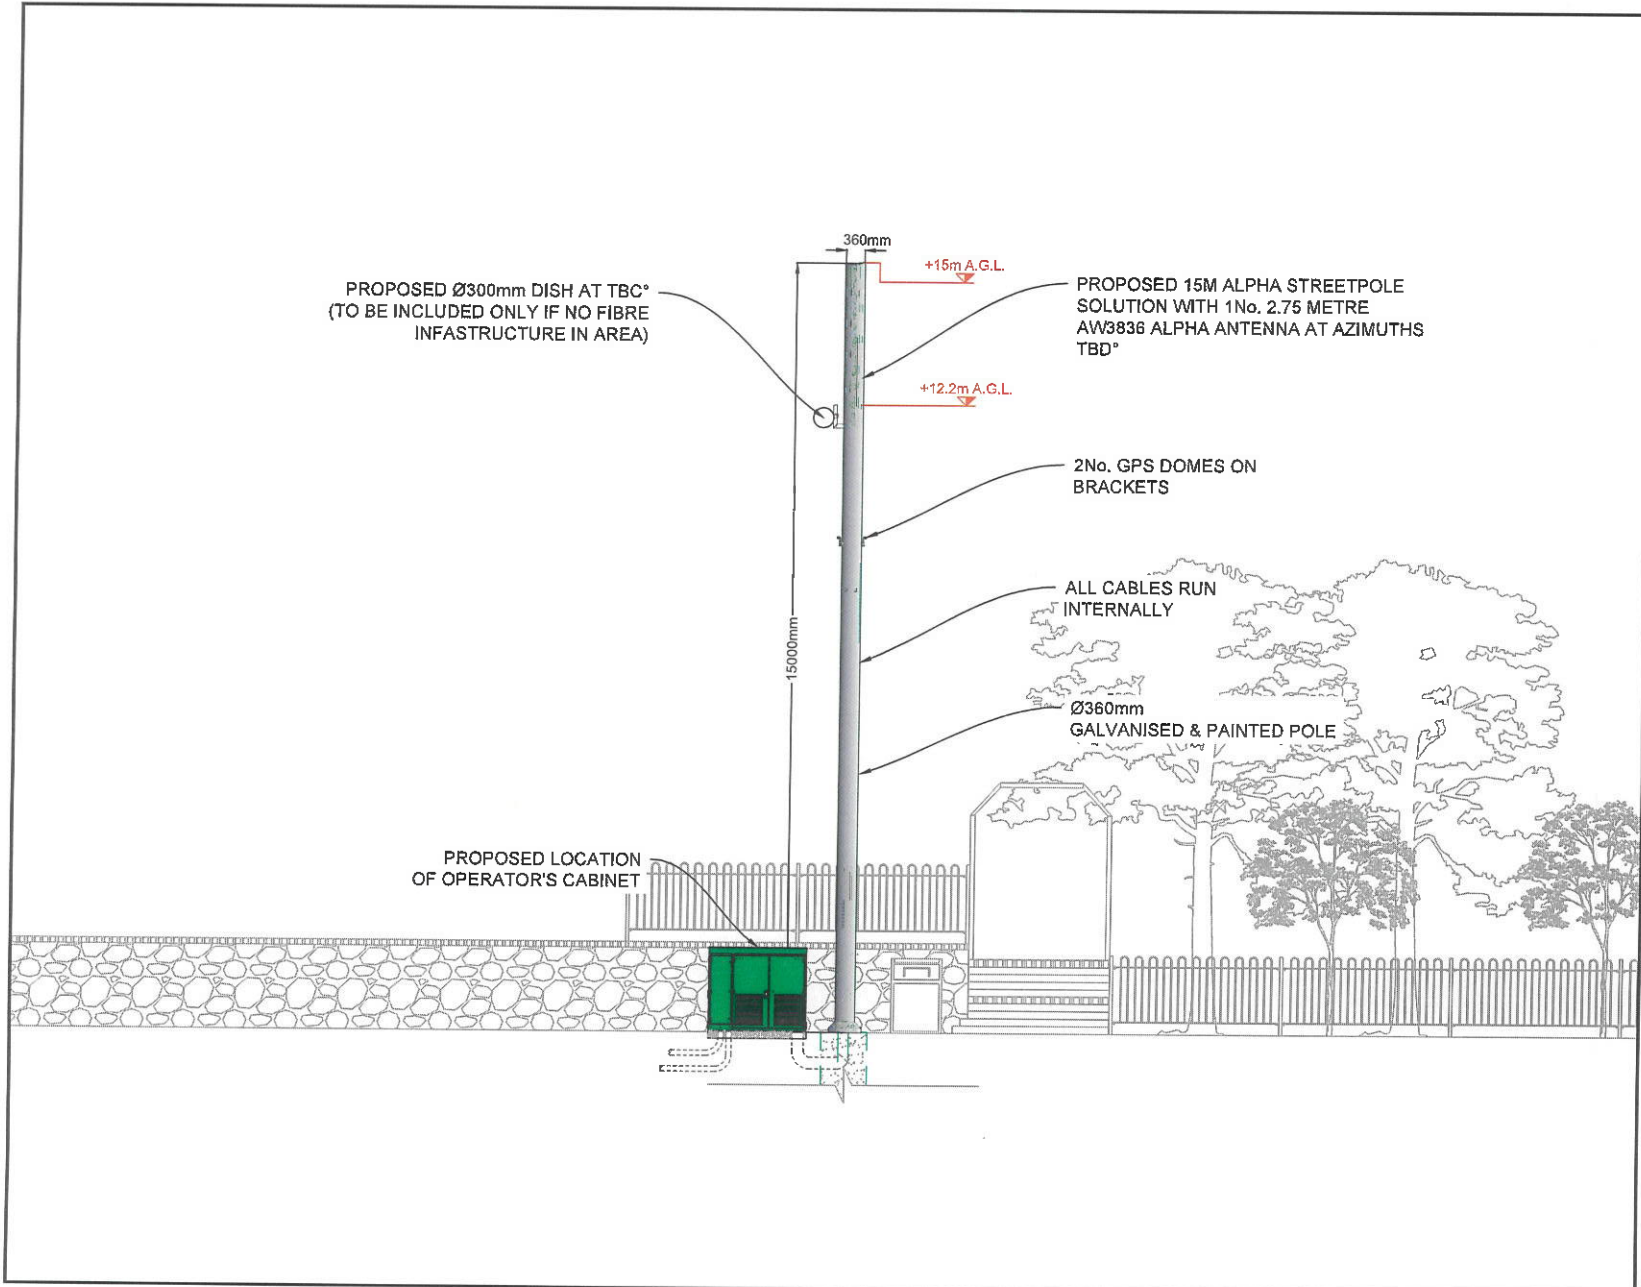 360mm
+15m A.G.L.
PROPOSED Ø300mm DISH AT TBC°
(TO BE INCLUDED ONLY IF NO FIBRE
INFASTRUCTURE IN AREA)
PROPOSED 15M ALPHA STREETPOLE
SOLUTION WITH 1No. 2.75 METRE
AW3836 ALPHA ANTENNA AT AZIMUTHS
TBD°
+12.2m A.G.L.
2No. GPS DOMES ON
BRACKETS
ALL CABLES RUN
INTERNALLY
15000mm
Ø360mm
GALVANISED & PAINTED POLE
PROPOSED LOCATION
OF OPERATOR'S CABINET